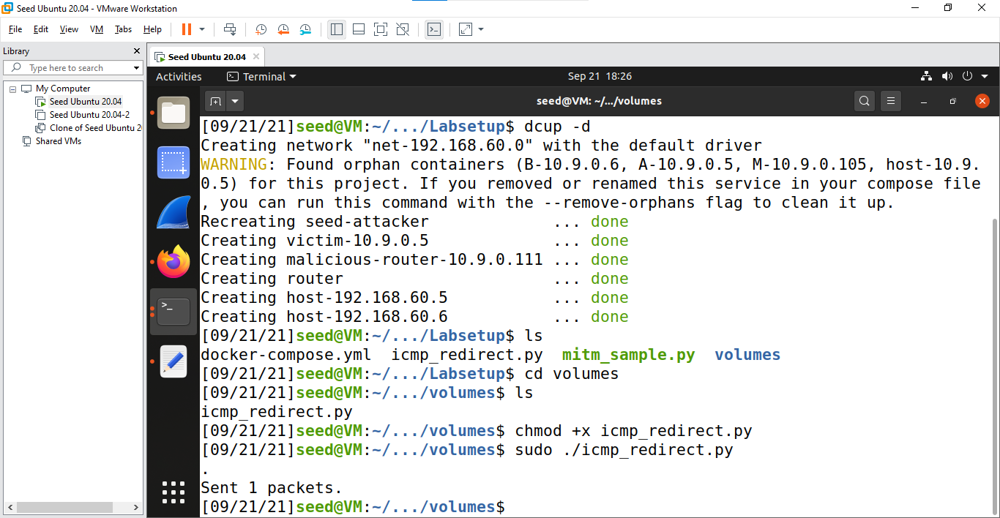 Seed Ubuntu 20.04 - VMware Workstation
File Edit View VM Tabs Help
Library
Type here to search
My Computer
Seed Ubuntu 20.04
Seed Ubuntu 20.04-2
Clone of Seed Ubuntu 2
Shared VMs
Seed Ubuntu 20.04
Activities Terminal Sep 21 18:26
seed@VM: ~/.../volumes
[09/21/21]seed@VM:~/.../Labsetup$ dcup -d
Creating network "net-192.168.60.0" with the default driver
WARNING: Found orphan containers (B-10.9.0.6, A-10.9.0.5, M-10.9.0.105, host-10.9.
0.5) for this project. If you removed or renamed this service in your compose file
, you can run this command with the --remove-orphans flag to clean it up.
Recreating seed-attacker ... done
Creating victim-10.9.0.5 ... done
Creating malicious-router-10.9.0.111 ... done
Creating router ... done
Creating host-192.168.60.5 ... done
Creating host-192.168.60.6 ... done
[09/21/21]seed@VM:~/.../Labsetup$ ls
docker-compose.yml icmp_redirect.py mitm_sample.py volumes
[09/21/21]seed@VM:~/.../Labsetup$ cd volumes
[09/21/21]seed@VM:~/.../volumes$ ls
icmp_redirect.py
[09/21/21]seed@VM:~/.../volumes$ chmod +x icmp_redirect.py
[09/21/21]seed@VM:~/.../volumes$ sudo ./icmp_redirect.py
.
Sent 1 packets.
[09/21/21]seed@VM:~/.../volumes$